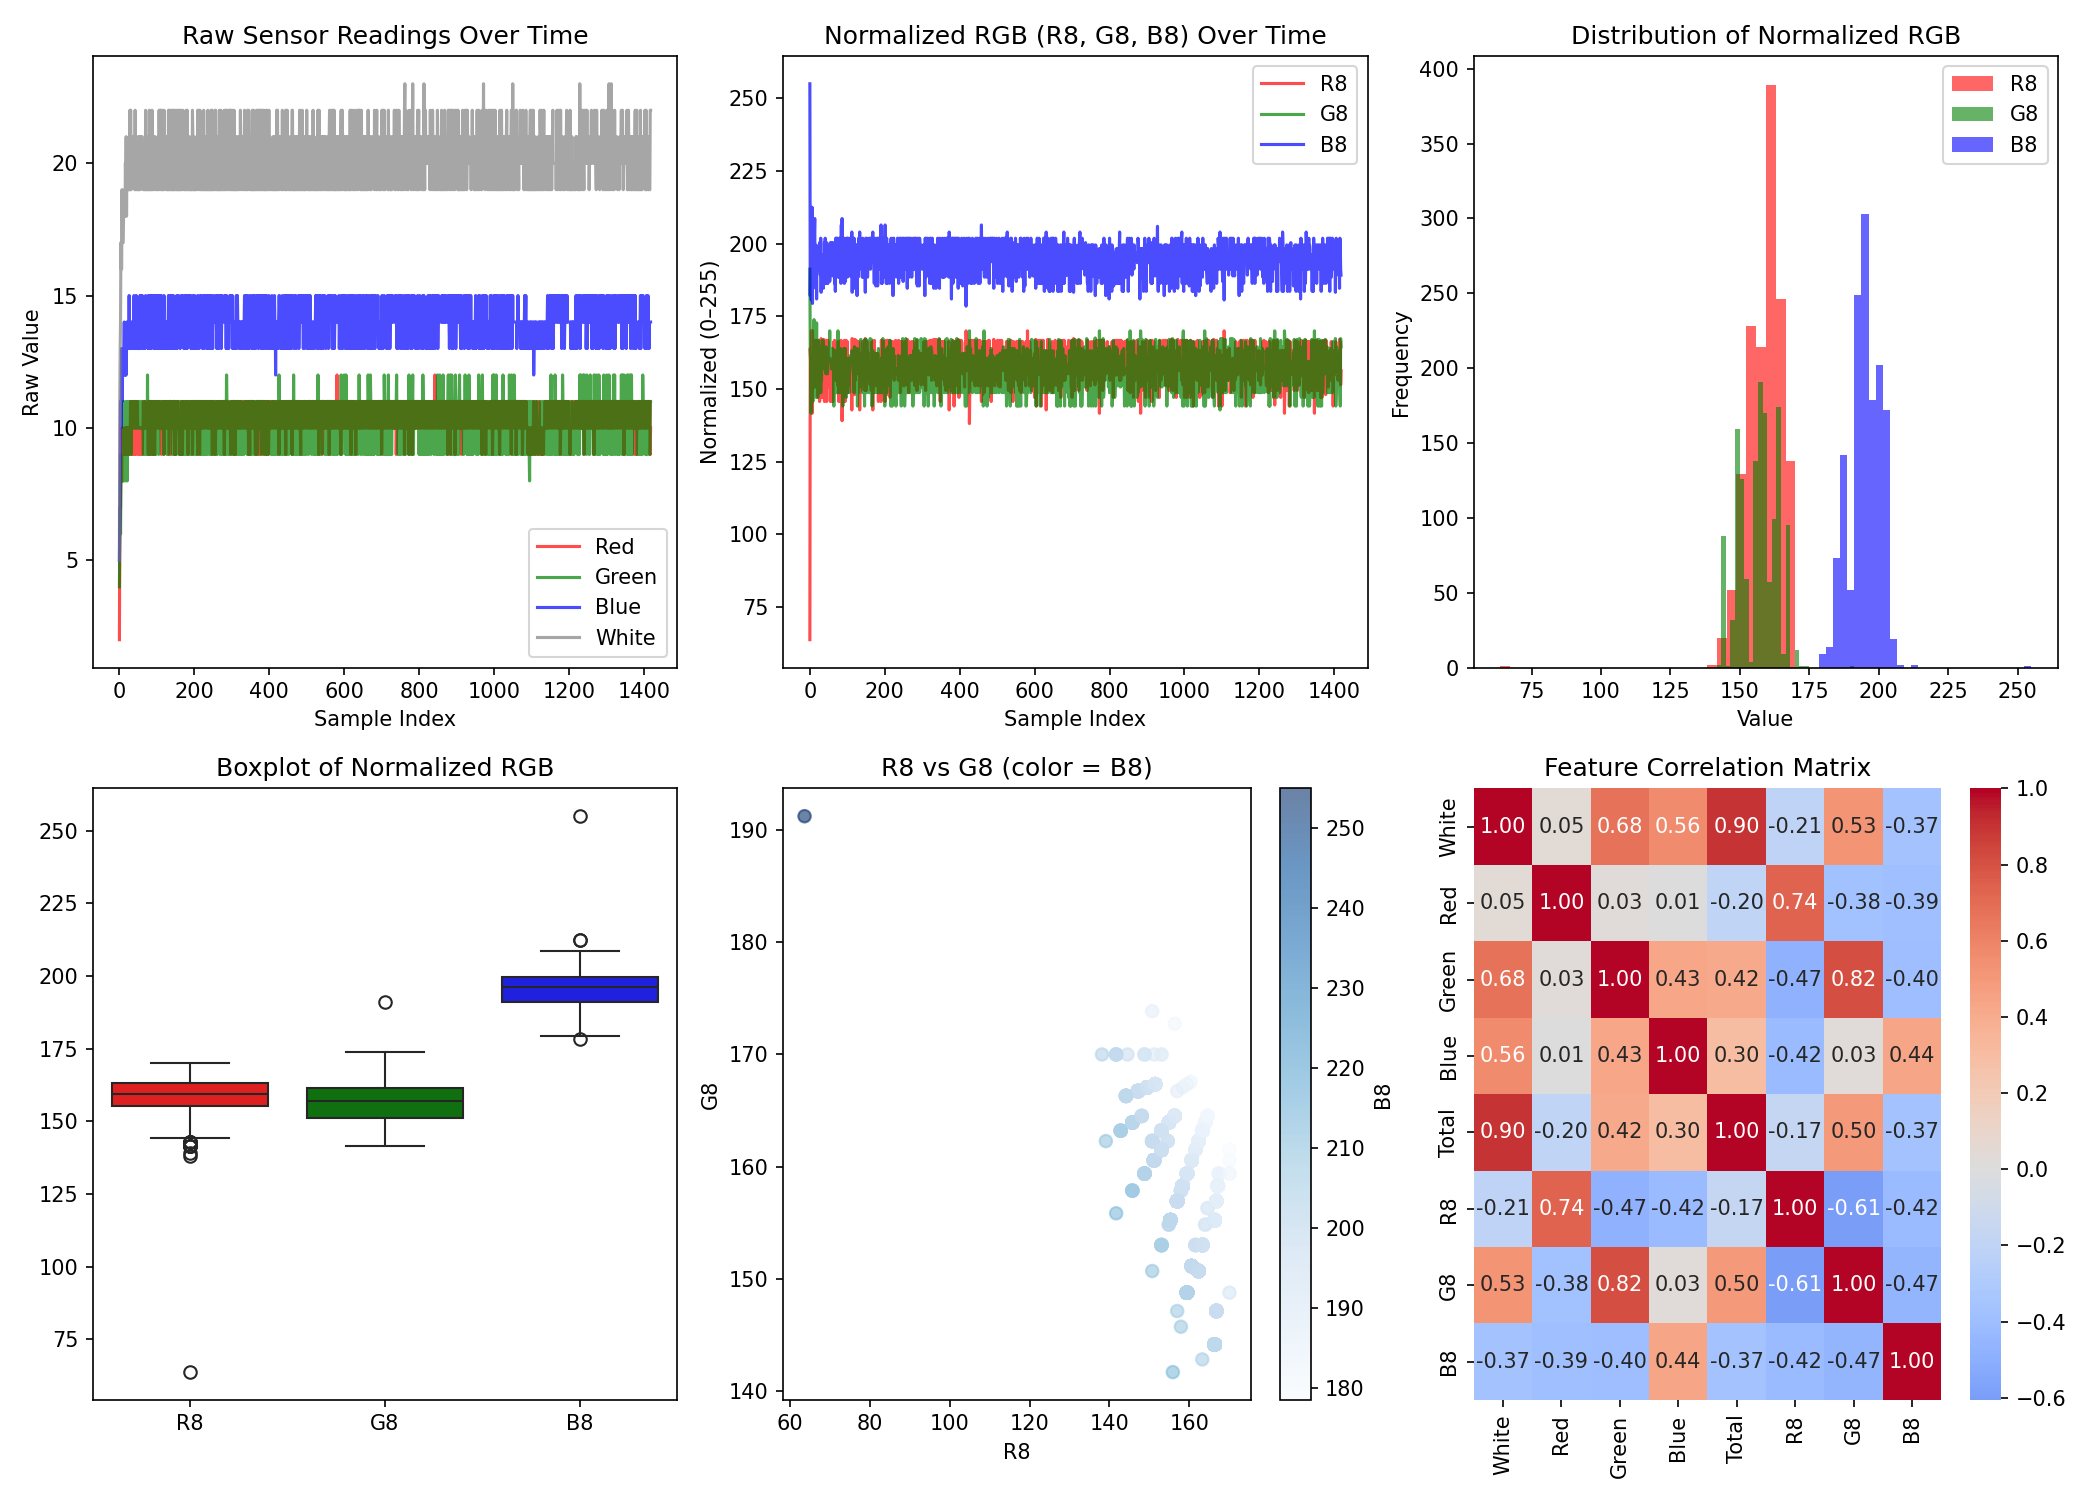 Raw Sensor Readings Over Time
Raw Value
20
15
10
5
Red
Green
Blue
White
0 200 400 600 800 1000 1200 1400
Sample Index
Normalized RGB (R8, G8, B8) Over Time
Normalized (0–255)
250
225
200
175
150
125
100
75
R8
G8
B8
0 200 400 600 800 1000 1200 1400
Sample Index
Distribution of Normalized RGB
Frequency
400
350
300
250
200
150
100
50
0
R8
G8
B8
75 100 125 150 175 200 225 250
Value
Boxplot of Normalized RGB
250
225
200
175
150
125
100
75
R8 G8 B8
R8 vs G8 (color = B8)
G8
190
180
170
160
150
140
60 80 100 120 140 160
R8
B8
250
240
230
220
210
200
190
180
Feature Correlation Matrix
White 1.00 0.05 0.68 0.56 0.90 -0.21 0.53 -0.37
Red 0.05 1.00 0.03 0.01 -0.20 0.74 -0.38 -0.39
Green 0.68 0.03 1.00 0.43 0.42 -0.47 0.82 -0.40
Blue 0.56 0.01 0.43 1.00 0.30 -0.42 0.03 0.44
Total 0.90 -0.20 0.42 0.30 1.00 -0.17 0.50 -0.37
R8 -0.21 0.74 -0.47 -0.42 -0.17 1.00 -0.61 -0.42
G8 0.53 -0.38 0.82 0.03 0.50 -0.61 1.00 -0.47
B8 -0.37 -0.39 -0.40 0.44 -0.37 -0.42 -0.47 1.00
White Red Green Blue Total R8 G8 B8
1.0
0.8
0.6
0.4
0.2
0.0
−0.2
−0.4
−0.6